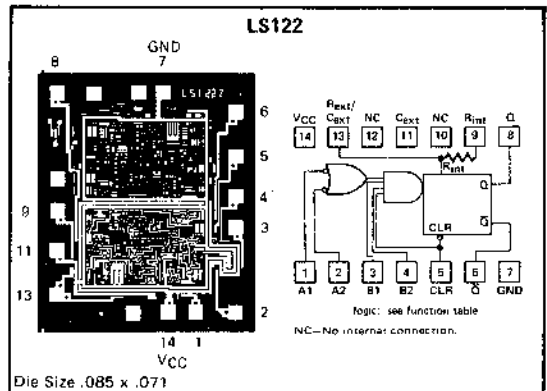 LS122
GND
8 7
LS122
6
5
4
3
9
11
13
2
14 1
VCC
Die Size .085 x .071
Rext/
VCC Cext NC Cext NC Rint Q
14 13 12 11 10 9 8
Rint
Q
Q̅
CLR
1 2 3 4 5 6 7
A1 A2 B1 B2 CLR Q̅ GND
logic: see function table
NC–No internal connection.